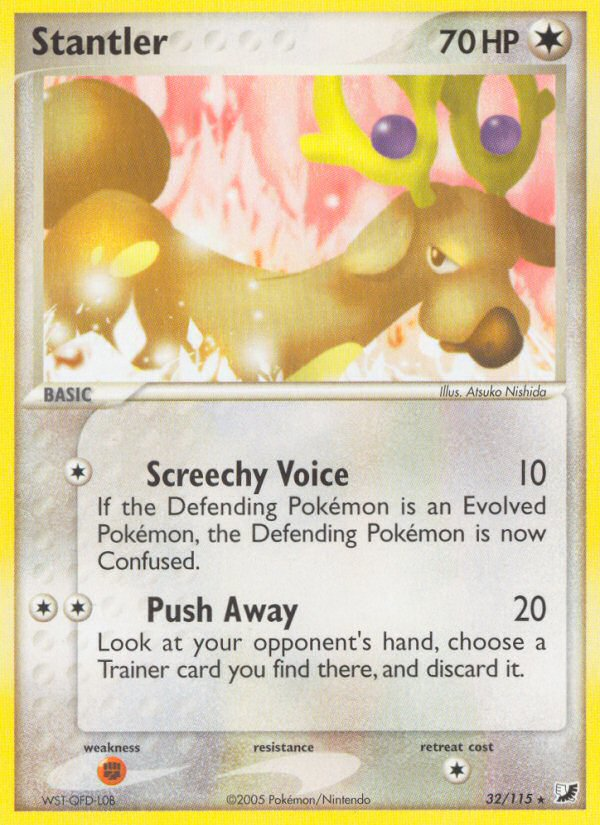 Stantler 70 HP
BASIC
Illus. Atsuko Nishida
Screechy Voice 10
If the Defending Pokémon is an Evolved
Pokémon, the Defending Pokémon is now
Confused.
Push Away 20
Look at your opponent's hand, choose a
Trainer card you find there, and discard it.
weakness resistance retreat cost
WST-QFD-L0B ©2005 Pokémon/Nintendo 32/115 ★